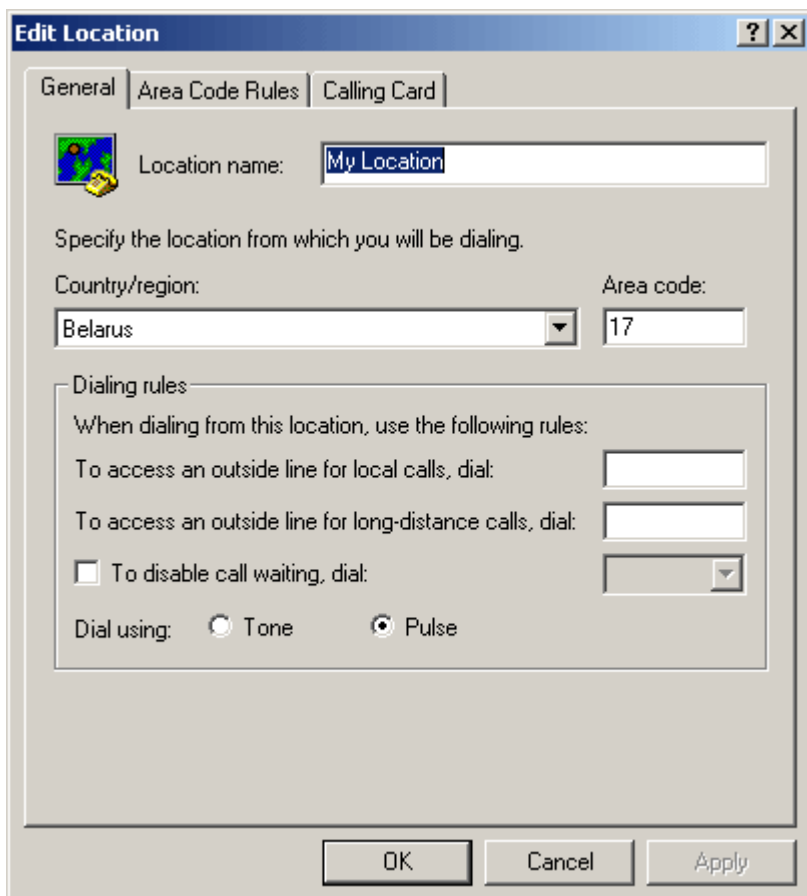 Edit Location
General Area Code Rules Calling Card
Location name: My Location
Specify the location from which you will be dialing.
Country/region: Area code:
Belarus 17
Dialing rules
When dialing from this location, use the following rules:
To access an outside line for local calls, dial:
To access an outside line for long-distance calls, dial:
To disable call waiting, dial:
Dial using: Tone Pulse
OK Cancel Apply